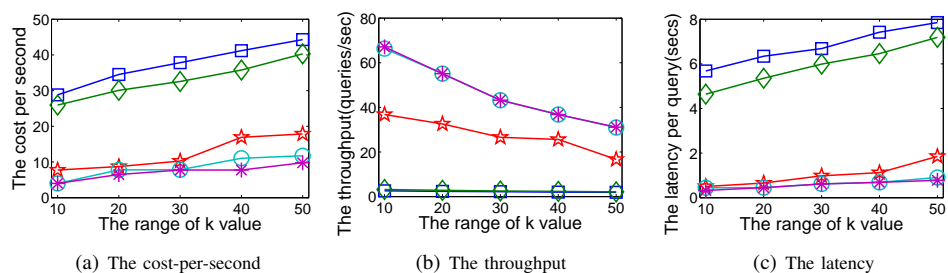 The cost per second
50
40
30
20
10
0
10 20 30 40 50
The range of k value
(a) The cost-per-second
The throughput(queries/sec)
80
60
40
20
0
10 20 30 40 50
The range of k value
(b) The throughput
The latency per query(secs)
8
6
4
2
0
10 20 30 40 50
The range of k value
(c) The latency